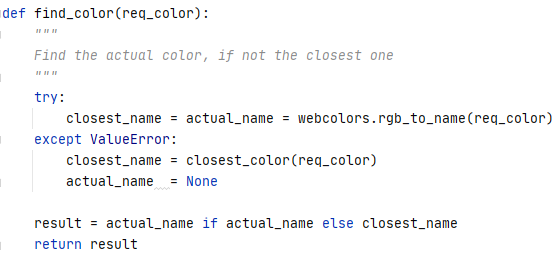 def find_color(req_color):
    """
    Find the actual color, if not the closest one
    """
    try:
        closest_name = actual_name = webcolors.rgb_to_name(req_color)
    except ValueError:
        closest_name = closest_color(req_color)
        actual_name  = None

    result = actual_name if actual_name else closest_name
    return result